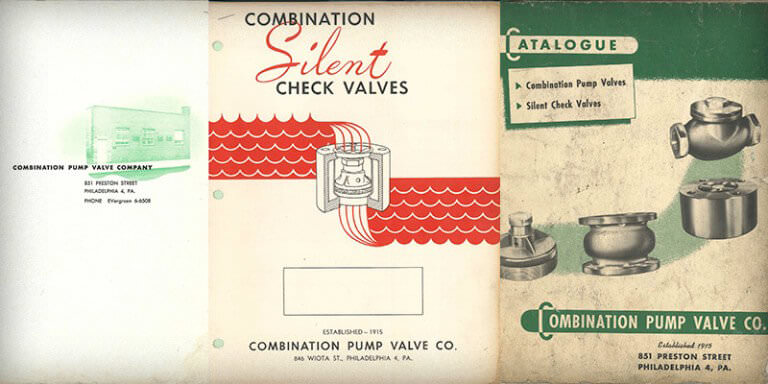 COMBINATION PUMP VALVE COMPANY
851 PRESTON STREET
PHILADELPHIA 4, PA.
PHONE EVergreen 6-6508
COMBINATION
Silent
CHECK VALVES
ESTABLISHED - 1915
COMBINATION PUMP VALVE CO.
846 WIOTA ST., PHILADELPHIA 4, PA.
CATALOGUE
Combination Pump Valves
Silent Check Valves
COMBINATION PUMP VALVE CO.
Established 1915
851 PRESTON STREET
PHILADELPHIA 4, PA.